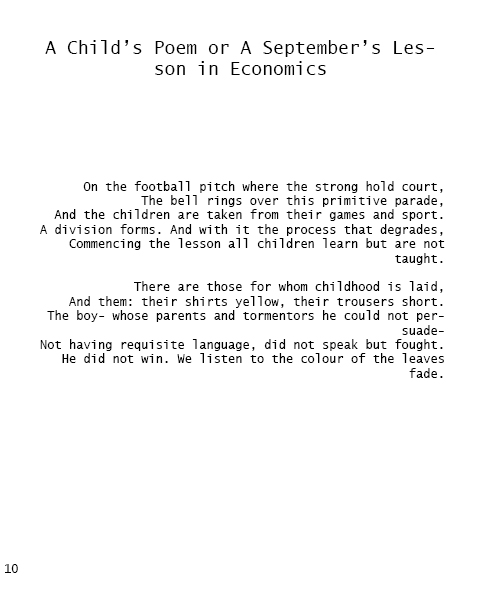 A Child’s Poem or A September’s Les-
son in Economics
On the football pitch where the strong hold court,
The bell rings over this primitive parade,
And the children are taken from their games and sport.
A division forms. And with it the process that degrades,
Commencing the lesson all children learn but are not
taught.
There are those for whom childhood is laid,
And them: their shirts yellow, their trousers short.
The boy- whose parents and tormentors he could not per-
suade-
Not having requisite language, did not speak but fought.
He did not win. We listen to the colour of the leaves
fade.
10